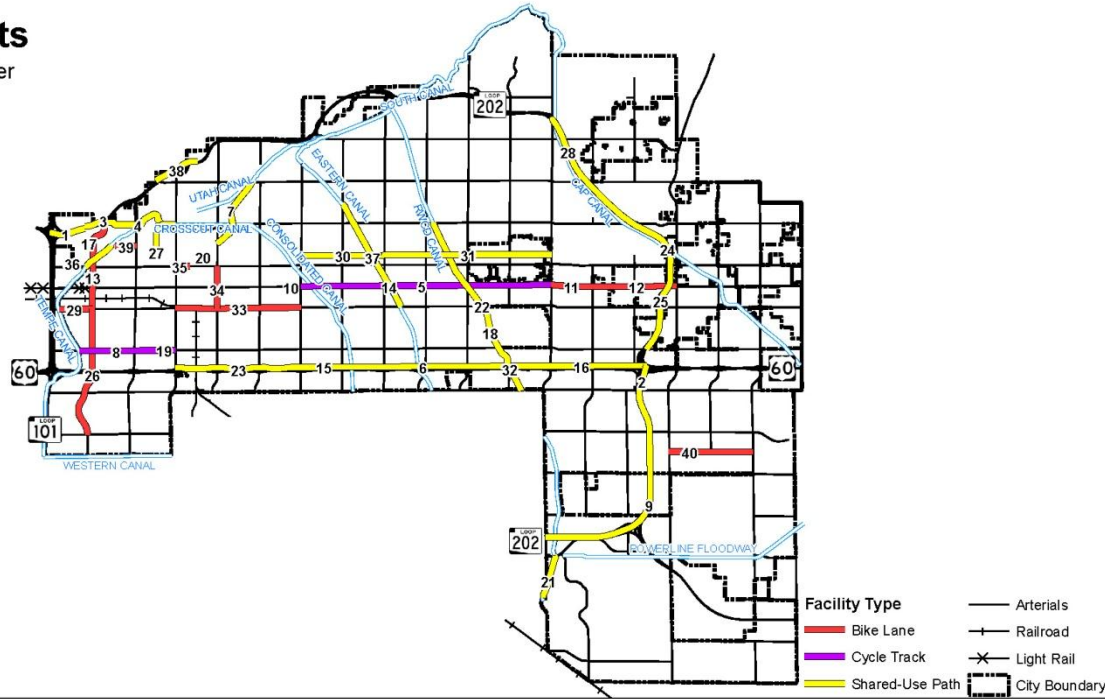 ts
er
LOOP
202
SOUTH CANAL
28
38
EASTERN CANAL
UTAH CANAL
CAP CANAL
7
RWCD CANAL
3
1
4
CROSSCUT CANAL
CONSOLIDATED CANAL
17
39
27
24
36
35
20
30
37
31
13
34
10
14
5
11
12
TEMPE CANAL
29
33
22
25
18
8
19
60
26
23
15
6
32
16
2
60
LOOP
101
WESTERN CANAL
40
9
LOOP
202
POWERLINE FLOODWAY
21
Facility Type
Bike Lane
Cycle Track
Shared-Use Path
Arterials
Railroad
Light Rail
City Boundary